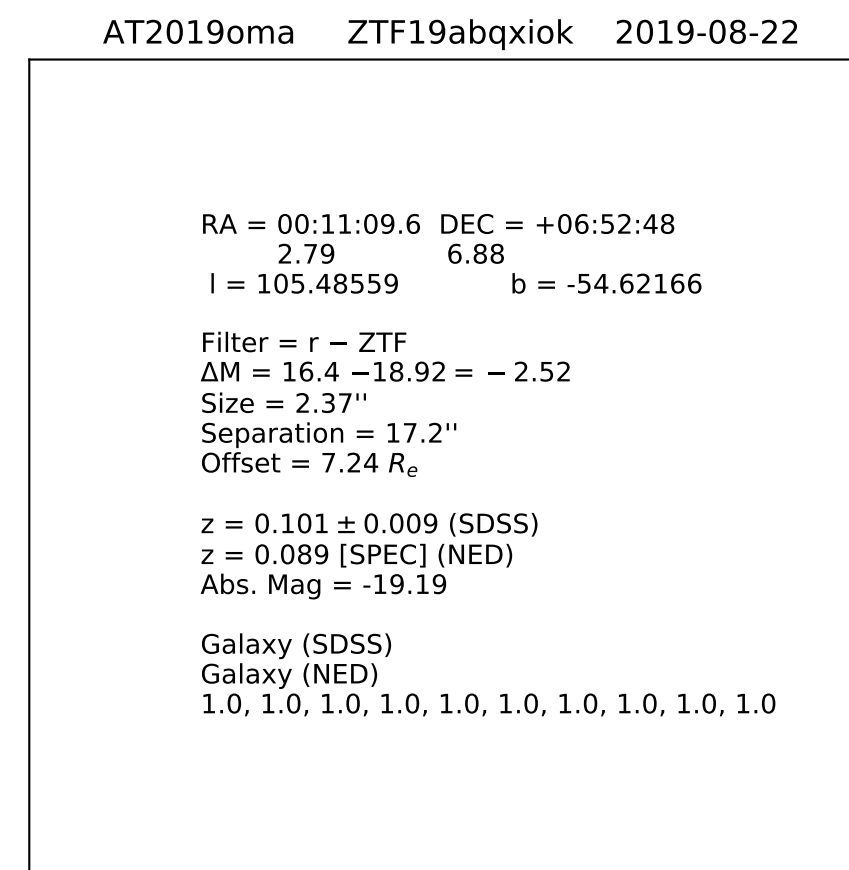 AT2019oma ZTF19abqxiok 2019-08-22
RA = 00:11:09.6 DEC = +06:52:48
2.79 6.88
l = 105.48559 b = -54.62166
Filter = r − ZTF
ΔM = 16.4 −18.92 = − 2.52
Size = 2.37''
Separation = 17.2''
Offset = 7.24 Rₑ
z = 0.101 ± 0.009 (SDSS)
z = 0.089 [SPEC] (NED)
Abs. Mag = -19.19
Galaxy (SDSS)
Galaxy (NED)
1.0, 1.0, 1.0, 1.0, 1.0, 1.0, 1.0, 1.0, 1.0, 1.0